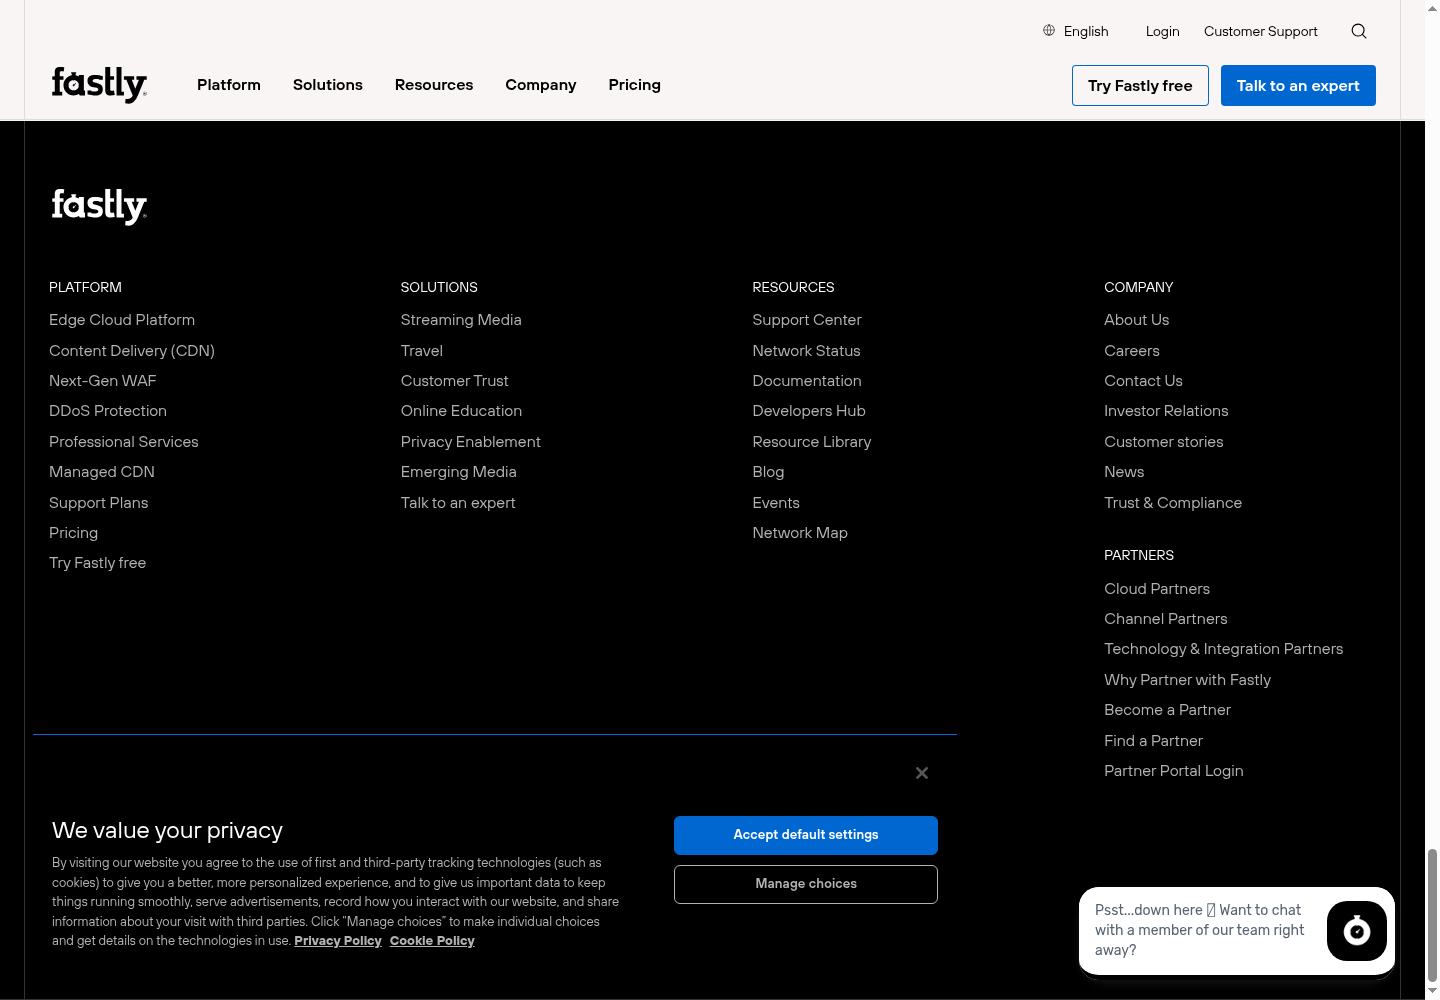 English
Login
Customer Support
fastly
Platform
Solutions
Resources
Company
Pricing
Try Fastly free
Talk to an expert
fastly
PLATFORM
Edge Cloud Platform
Content Delivery (CDN)
Next-Gen WAF
DDoS Protection
Professional Services
Managed CDN
Support Plans
Pricing
Try Fastly free
SOLUTIONS
Streaming Media
Travel
Customer Trust
Online Education
Privacy Enablement
Emerging Media
Talk to an expert
RESOURCES
Support Center
Network Status
Documentation
Developers Hub
Resource Library
Blog
Events
Network Map
COMPANY
About Us
Careers
Contact Us
Investor Relations
Customer stories
News
Trust & Compliance
PARTNERS
Cloud Partners
Channel Partners
Technology & Integration Partners
Why Partner with Fastly
Become a Partner
Find a Partner
Partner Portal Login
We value your privacy
By visiting our website you agree to the use of first and third-party tracking technologies (such as
cookies) to give you a better, more personalized experience, and to give us important data to keep
things running smoothly, serve advertisements, record how you interact with our website, and share
information about your visit with third parties. Click “Manage choices” to make individual choices
and get details on the technologies in use. Privacy Policy Cookie Policy
Accept default settings
Manage choices
Psst...down here Want to chat
with a member of our team right
away?